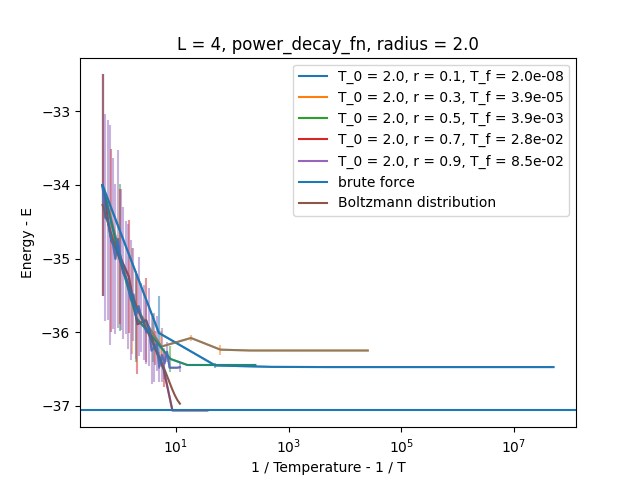 L = 4, power_decay_fn, radius = 2.0
T_0 = 2.0, r = 0.1, T_f = 2.0e-08
T_0 = 2.0, r = 0.3, T_f = 3.9e-05
T_0 = 2.0, r = 0.5, T_f = 3.9e-03
T_0 = 2.0, r = 0.7, T_f = 2.8e-02
T_0 = 2.0, r = 0.9, T_f = 8.5e-02
brute force
Boltzmann distribution
Energy - E
−33
−34
−35
−36
−37
10¹
10³
10⁵
10⁷
1 / Temperature - 1 / T